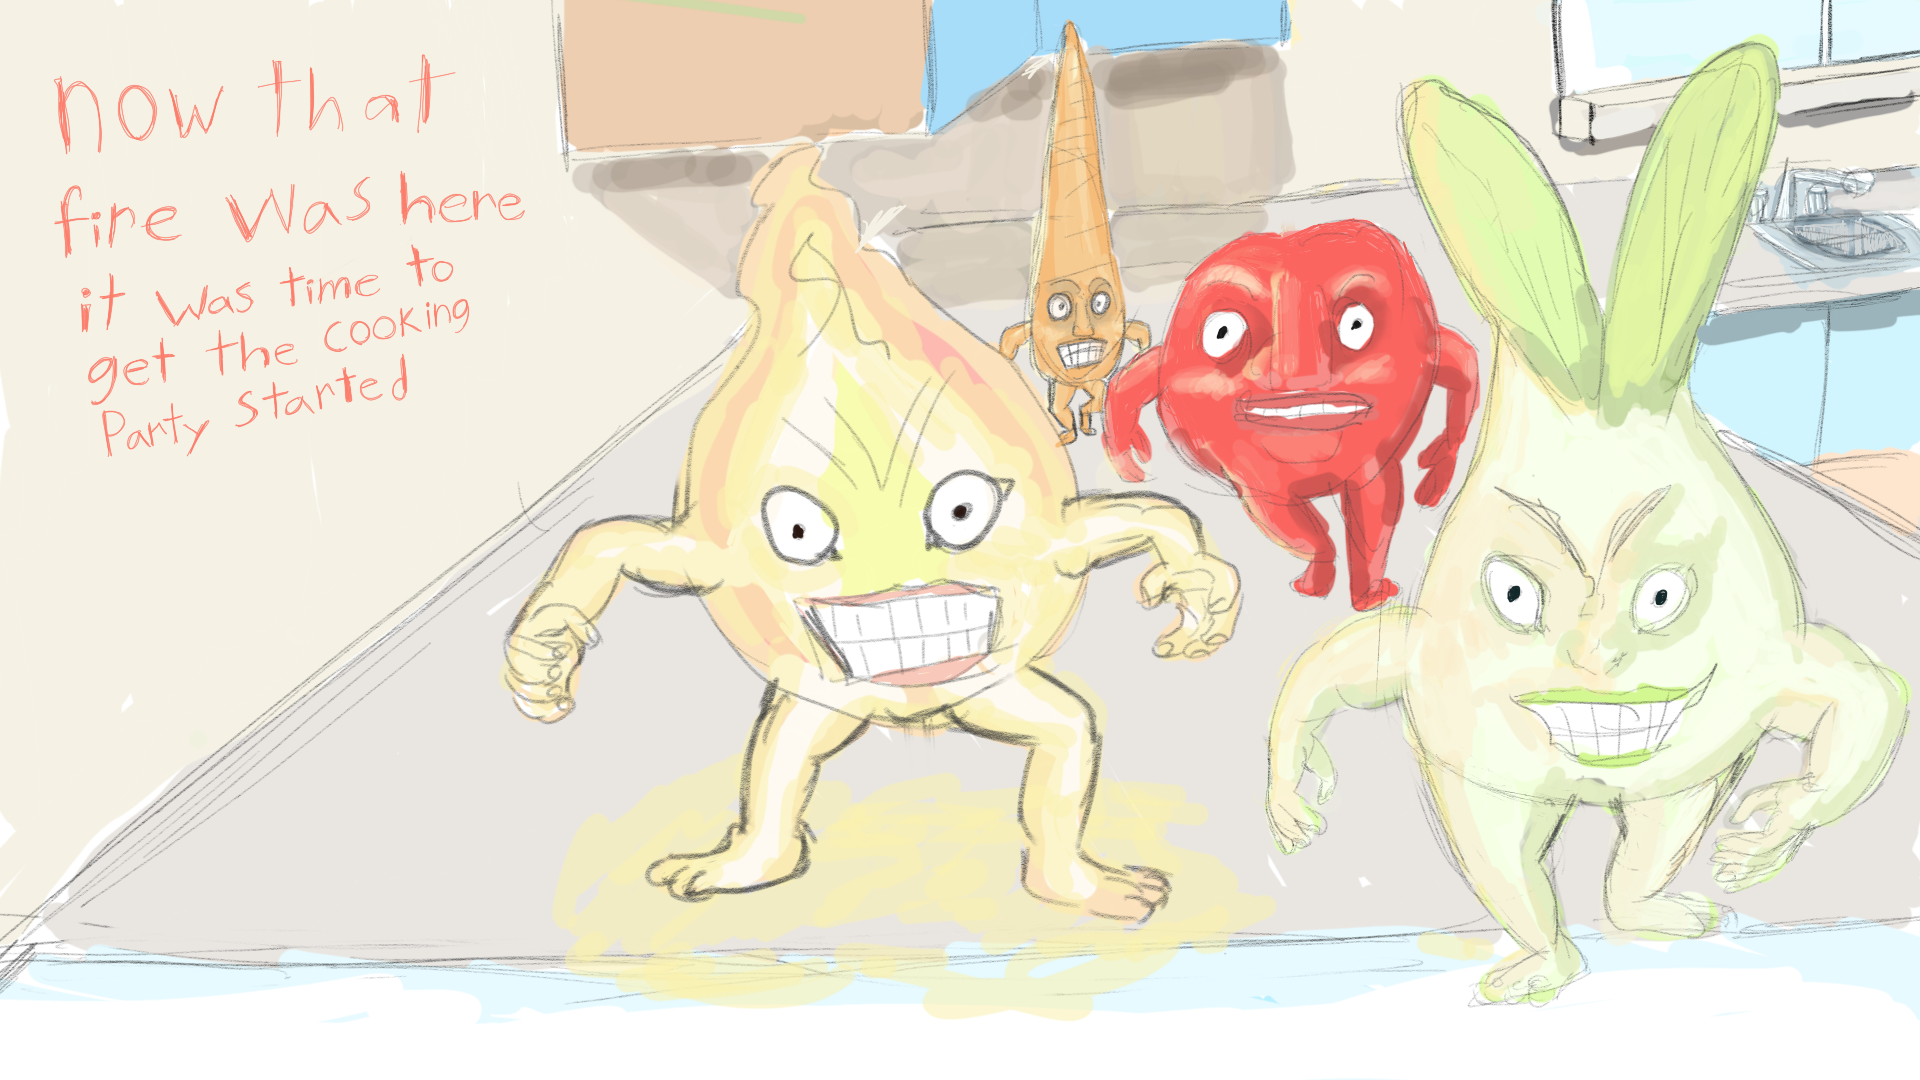 now that
fire was here
it was time to
get the cooking
Party started